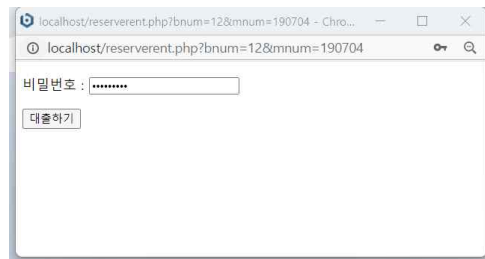 localhost/reserverent.php?bnum=12&mnum=190704 - Chro...
localhost/reserverent.php?bnum=12&mnum=190704
비밀번호 : •••••••••
대출하기